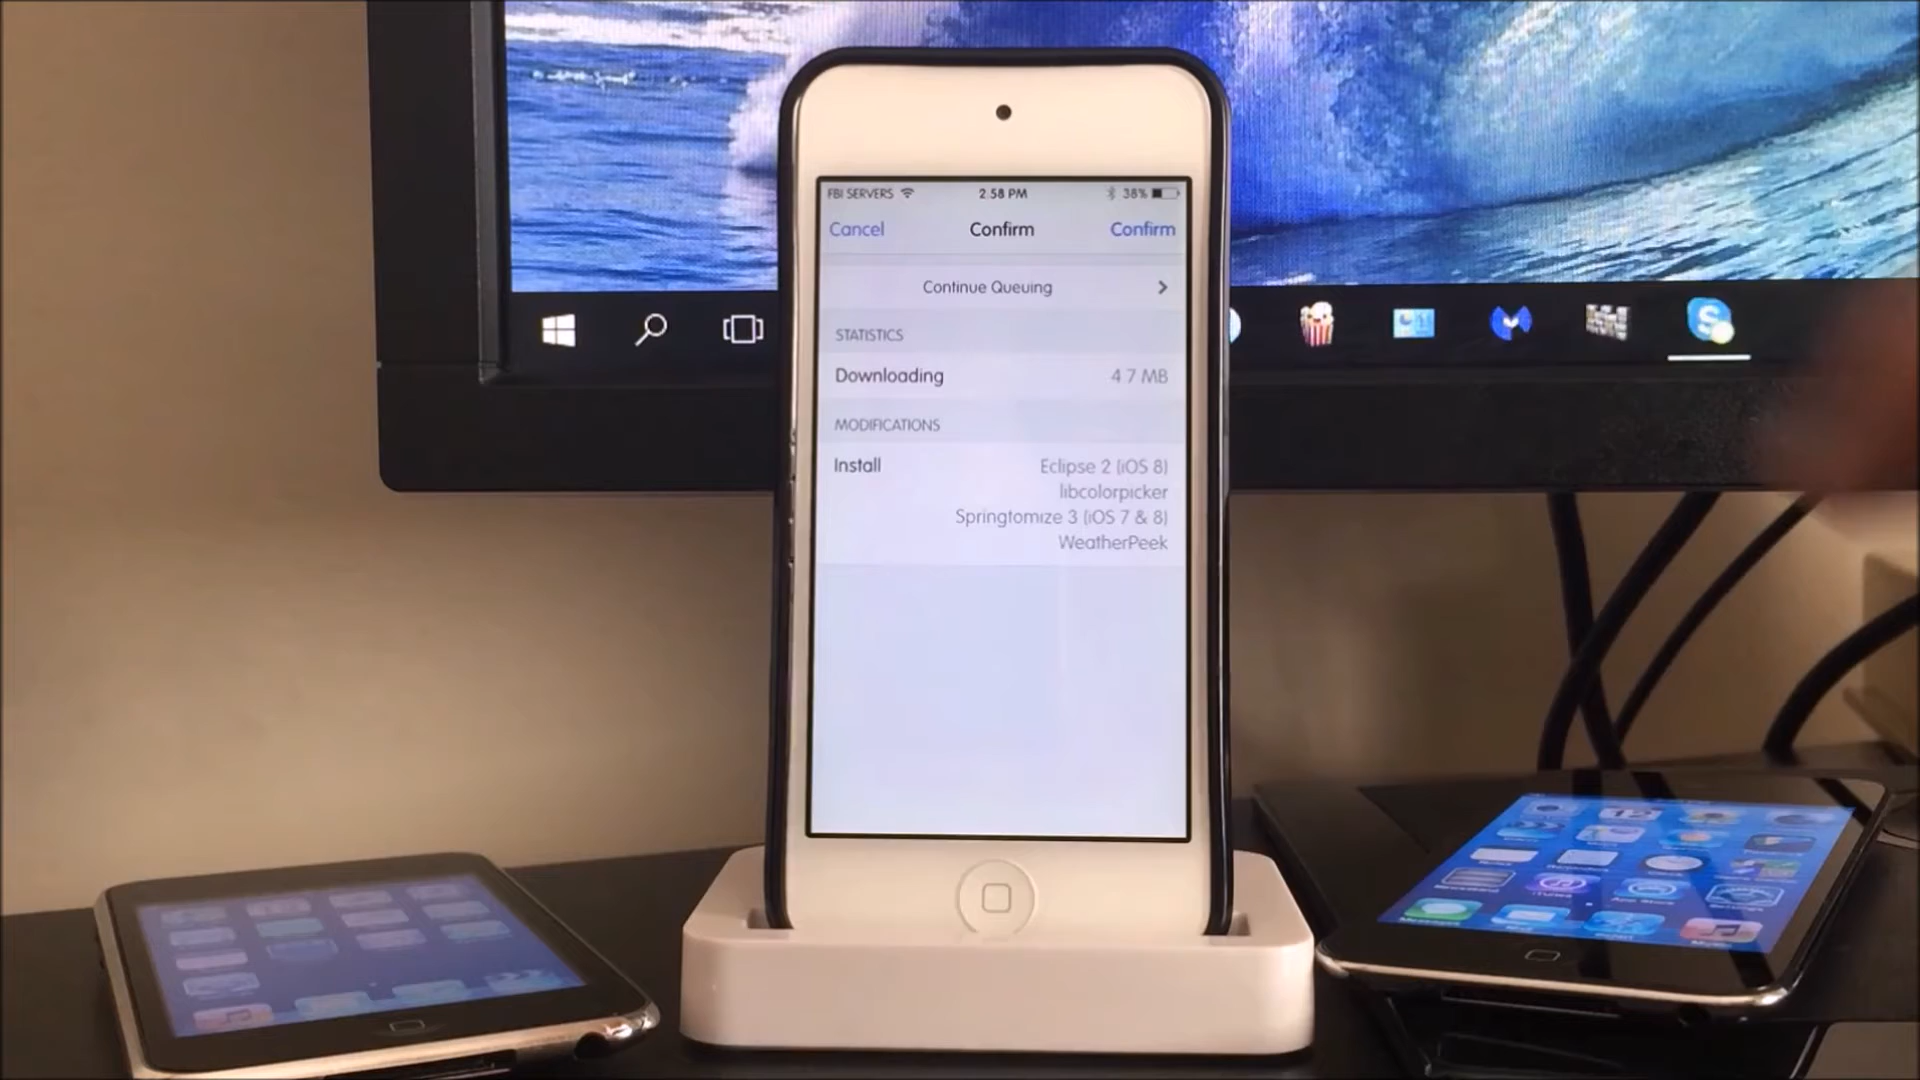 FBI SERVERS 2:58 PM 38%
Cancel Confirm Confirm
Continue Queuing
STATISTICS
Downloading 4.7 MB
MODIFICATIONS
Install Eclipse 2 (iOS 8)
libcolorpicker
Springtomize 3 (iOS 7 & 8)
WeatherPeek
S
12